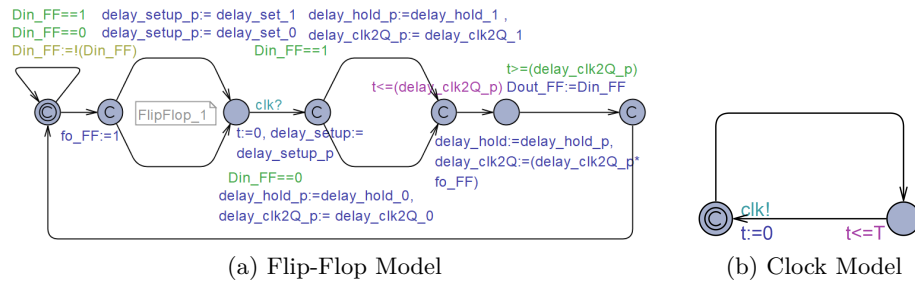 Din_FF==1 delay_setup_p:= delay_set_1 delay_hold_p:=delay_hold_1 ,
Din_FF==0 delay_setup_p:= delay_set_0 delay_clk2Q_p:= delay_clk2Q_1
Din_FF:=!(Din_FF) Din_FF==1
t>=(delay_clk2Q_p)
t<=(delay_clk2Q_p) Dout_FF:=Din_FF
C C FlipFlop_1 clk? C C C
fo_FF:=1 t:=0, delay_setup:=
delay_setup_p
delay_hold:=delay_hold_p,
delay_clk2Q:=(delay_clk2Q_p*
fo_FF)
Din_FF==0
delay_hold_p:=delay_hold_0,
delay_clk2Q_p:= delay_clk2Q_0
(a) Flip-Flop Model
C clk!
t:=0 t<=T
(b) Clock Model